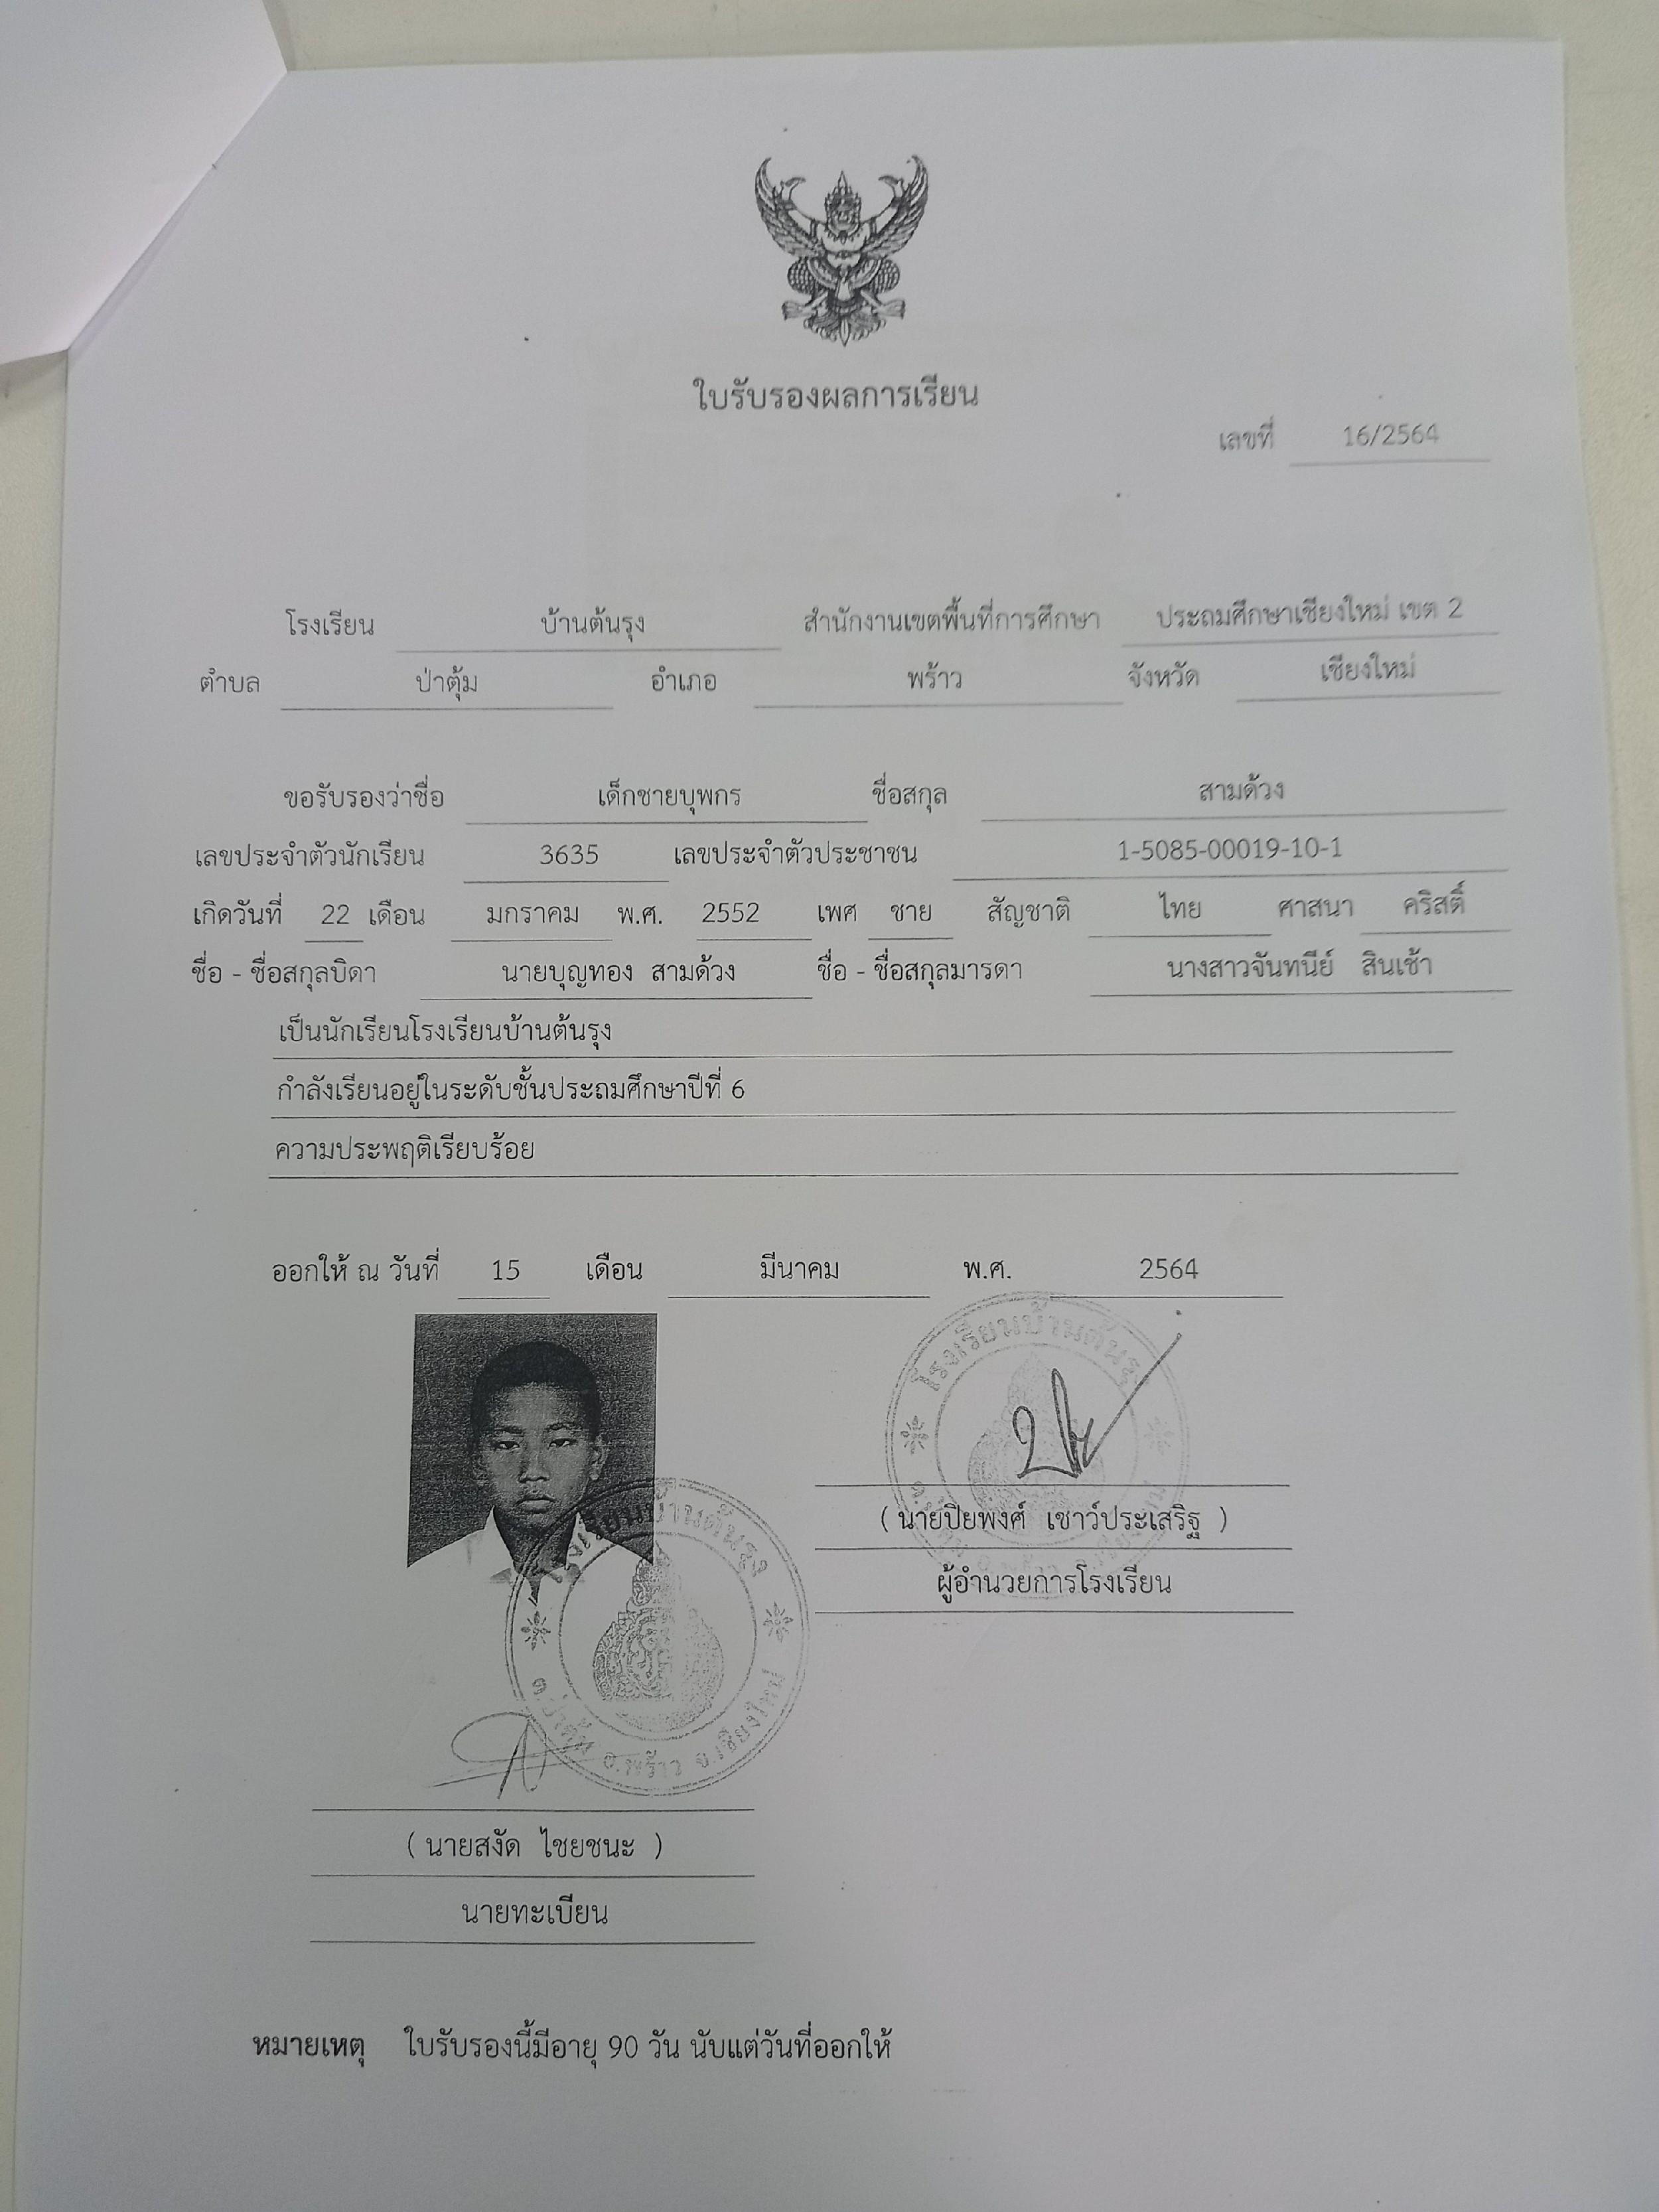 ใบรับรองผลการเรียน
เลขที่ 16/2564
โรงเรียน บ้านต้นรุง สำนักงานเขตพื้นที่การศึกษา ประถมศึกษาเชียงใหม่ เขต 2
ตำบล ป่าตุ้ม อำเภอ พร้าว จังหวัด เชียงใหม่
ขอรับรองว่าชื่อ เด็กชายบุพกร ชื่อสกุล สามด้วง
เลขประจำตัวนักเรียน 3635 เลขประจำตัวประชาชน 1-5085-00019-10-1
เกิดวันที่ 22 เดือน มกราคม พ.ศ. 2552 เพศ ชาย สัญชาติ ไทย ศาสนา คริสติ์
ชื่อ - ชื่อสกุลบิดา นายบุญทอง สามด้วง ชื่อ - ชื่อสกุลมารดา นางสาวจันทนีย์ สินเช้า
เป็นนักเรียนโรงเรียนบ้านต้นรุง
กำลังเรียนอยู่ในระดับชั้นประถมศึกษาปีที่ 6
ความประพฤติเรียบร้อย
ออกให้ ณ วันที่ 15 เดือน มีนาคม พ.ศ. 2564
โรงเรียนบ้านต้นรุง
( นายปิยพงศ์ เชาว์ประเสริฐ )
ผู้อำนวยการโรงเรียน
โรงเรียนบ้านต้นรุง
อ.พร้าว จ.เชียงใหม่
( นายสงัด ไชยชนะ )
นายทะเบียน
หมายเหตุ ใบรับรองนี้มีอายุ 90 วัน นับแต่วันที่ออกให้